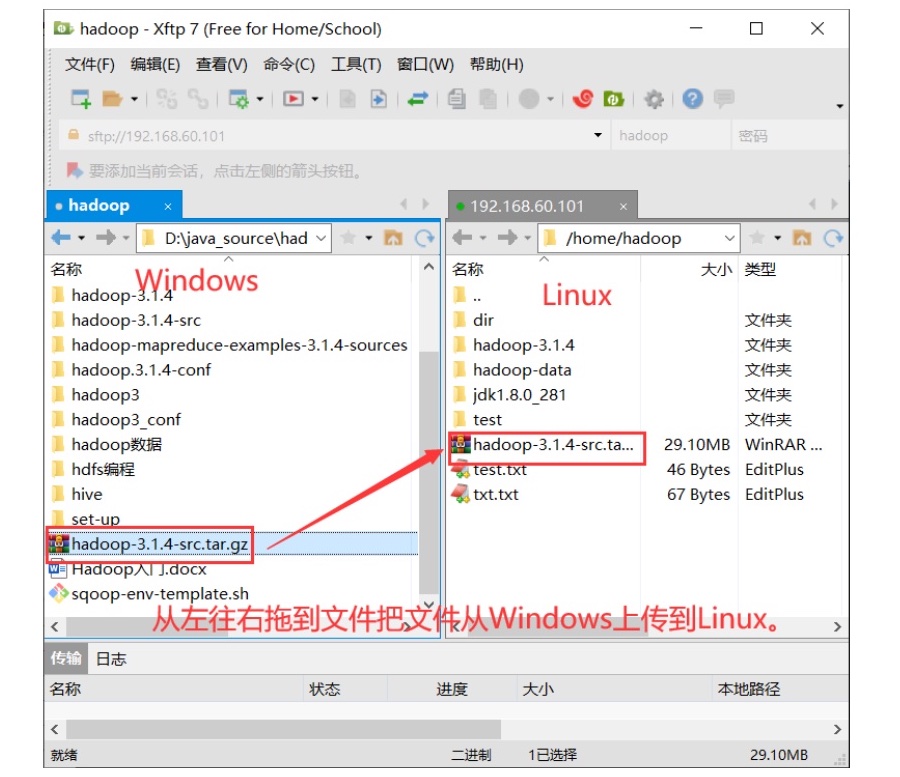 hadoop - Xftp 7 (Free for Home/School)
文件(F) 编辑(E) 查看(V) 命令(C) 工具(T) 窗口(W) 帮助(H)
sftp://192.168.60.101 hadoop 密码
要添加当前会话，点击左侧的箭头按钮。
hadoop × 192.168.60.101 ×
D:\java_source\had /home/hadoop
名称
Windows
hadoop-3.1.4
hadoop-3.1.4-src
hadoop-mapreduce-examples-3.1.4-sources
hadoop.3.1.4-conf
hadoop3
hadoop3_conf
hadoop数据
hdfs编程
hive
set-up
hadoop-3.1.4-src.tar.gz
Hadoop入门.docx
sqoop-env-template.sh
名称 大小 类型
Linux
..
dir 文件夹
hadoop-3.1.4 文件夹
hadoop-data 文件夹
jdk1.8.0_281 文件夹
test 文件夹
hadoop-3.1.4-src.ta... 29.10MB WinRAR ...
test.txt 46 Bytes EditPlus
txt.txt 67 Bytes EditPlus
从左往右拖到文件把文件从Windows上传到Linux。
传输 日志
名称 状态 进度 大小 本地路径
就绪 二进制 1已选择 29.10MB